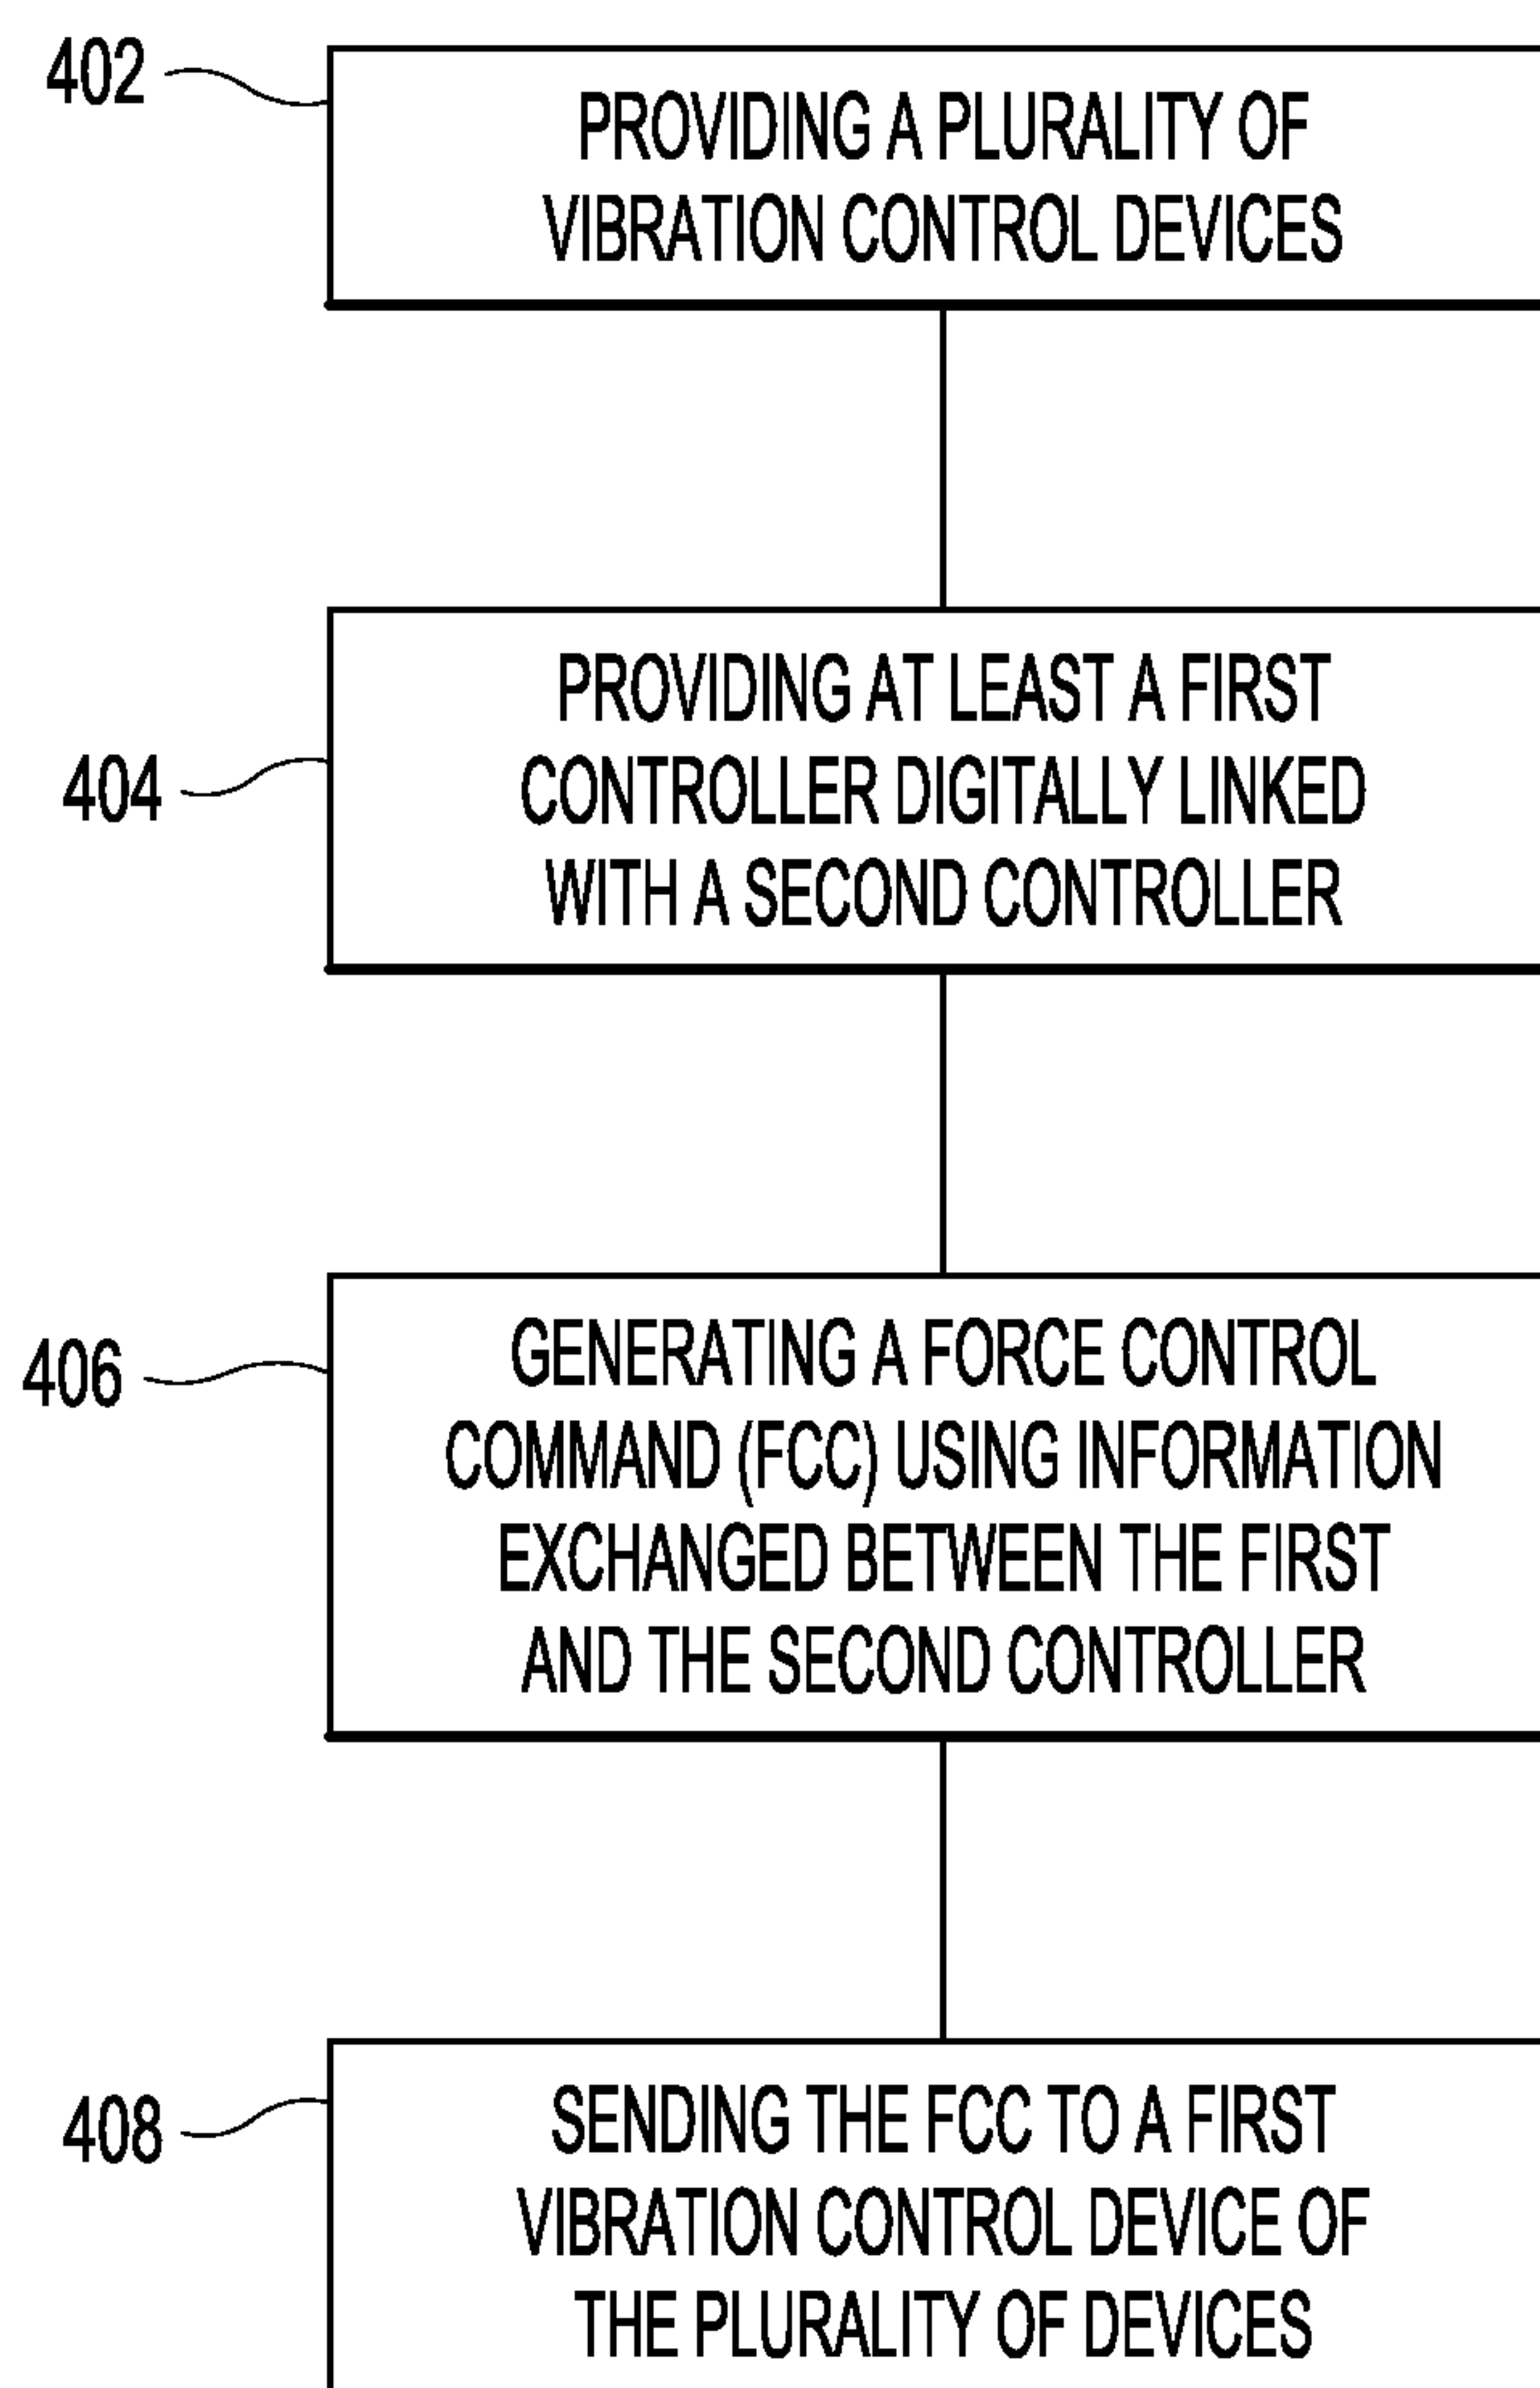 402
PROVIDING A PLURALITY OF
VIBRATION CONTROL DEVICES
404
PROVIDING AT LEAST A FIRST
CONTROLLER DIGITALLY LINKED
WITH A SECOND CONTROLLER
406
GENERATING A FORCE CONTROL
COMMAND (FCC) USING INFORMATION
EXCHANGED BETWEEN THE FIRST
AND THE SECOND CONTROLLER
408
SENDING THE FCC TO A FIRST
VIBRATION CONTROL DEVICE OF
THE PLURALITY OF DEVICES